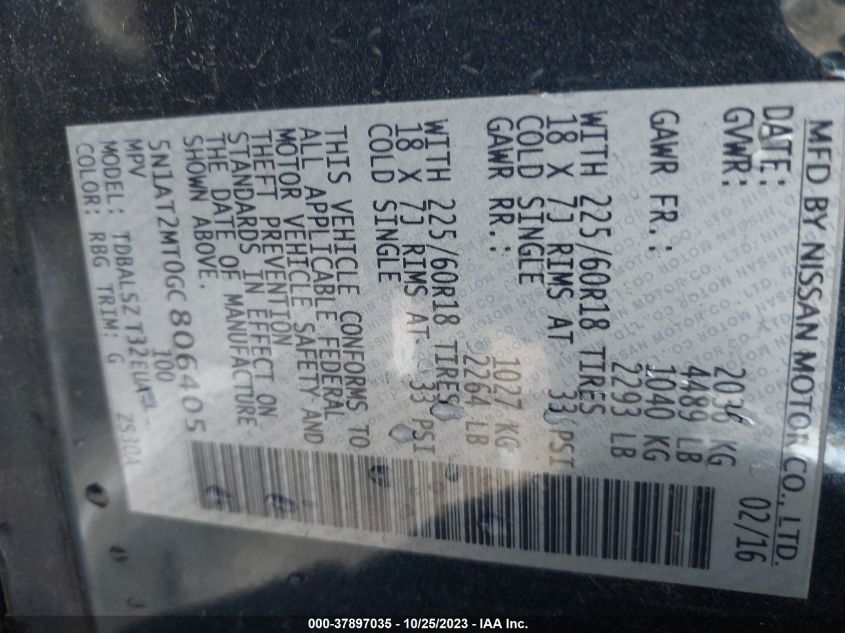 MFD BY NISSAN MOTOR CO., LTD.
DATE: 02/16
GVWR: 2036 KG
4489 LB
GAWR FR.: 1040 KG
2293 LB
WITH 225/60R18 TIRES
18 X 7J RIMS AT 33 PSI
COLD SINGLE
GAWR RR.: 1027 KG
2264 LB
WITH 225/60R18 TIRES
18 X 7J RIMS AT 33 PSI
COLD SINGLE
THIS VEHICLE CONFORMS TO
ALL APPLICABLE FEDERAL
MOTOR VEHICLE SAFETY AND
THEFT PREVENTION
STANDARDS IN EFFECT ON
THE DATE OF MANUFACTURE
SHOWN ABOVE.
5N1AT2MT0GC806405
MPV 100
MODEL: TDBALSZ
COLOR: RBG TRIM: G 2S30A
000-37897035 - 10/25/2023 - IAA Inc.